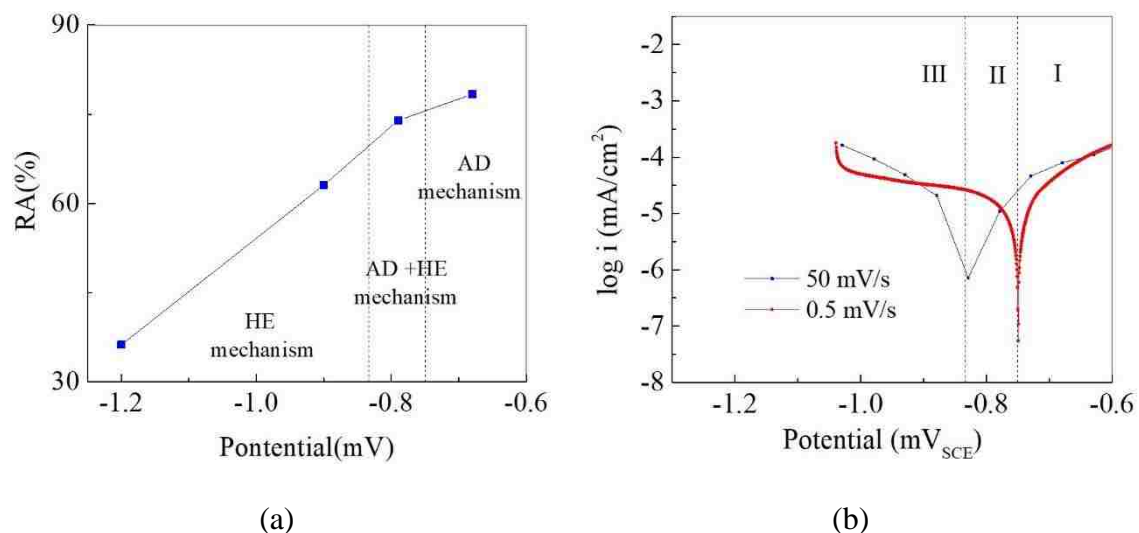 90
60
30
RA(%)
AD
mechanism
AD +HE
mechanism
HE
mechanism
-1.2 -1.0 -0.8 -0.6
Pontential(mV)
(a)
-2
-3
-4
-5
-6
-7
-8
log i (mA/cm²)
III II I
50 mV/s
0.5 mV/s
-1.2 -1.0 -0.8 -0.6
Potential (mV_SCE)
(b)